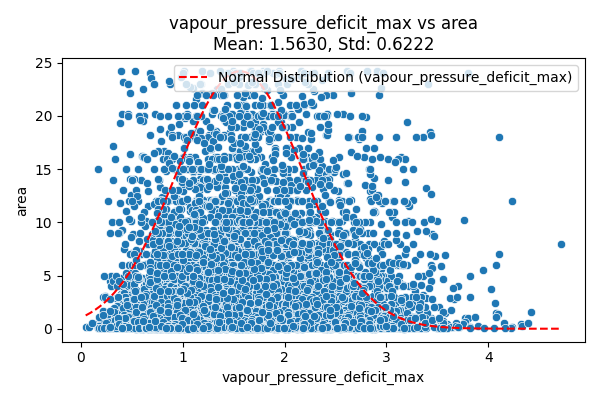 vapour_pressure_deficit_max vs area
Mean: 1.5630, Std: 0.6222
Normal Distribution (vapour_pressure_deficit_max)
25
20
15
10
5
0
area
0 1 2 3 4
vapour_pressure_deficit_max